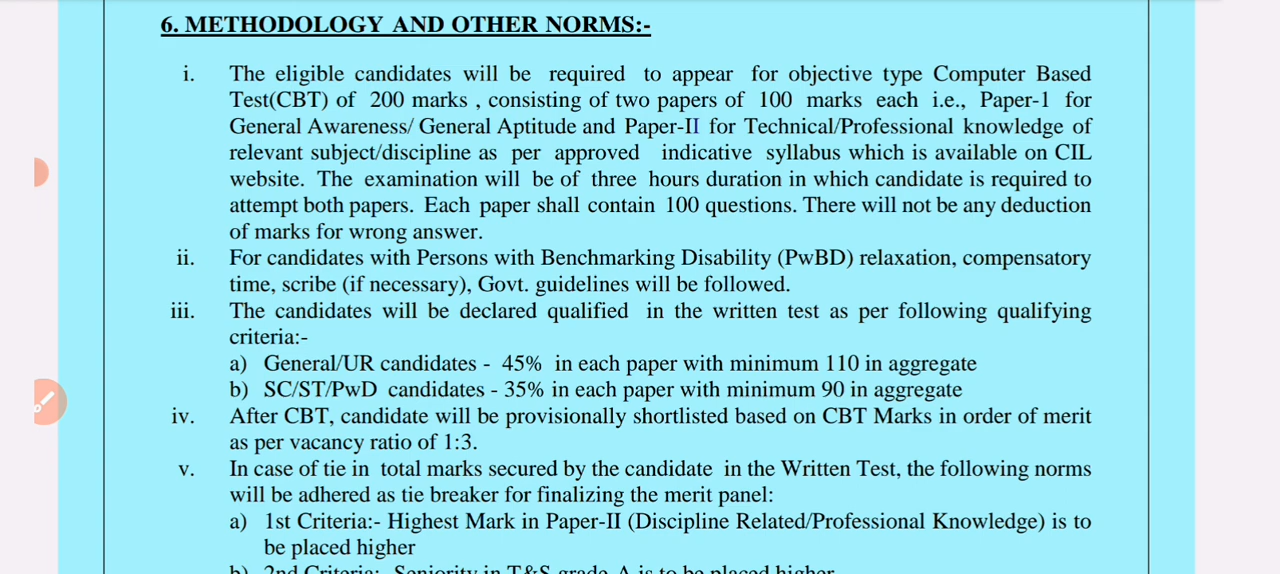 6. METHODOLOGY AND OTHER NORMS:-
i. The eligible candidates will be required to appear for objective type Computer Based
Test(CBT) of 200 marks , consisting of two papers of 100 marks each i.e., Paper-1 for
General Awareness/ General Aptitude and Paper-II for Technical/Professional knowledge of
relevant subject/discipline as per approved indicative syllabus which is available on CIL
website. The examination will be of three hours duration in which candidate is required to
attempt both papers. Each paper shall contain 100 questions. There will not be any deduction
of marks for wrong answer.
ii. For candidates with Persons with Benchmarking Disability (PwBD) relaxation, compensatory
time, scribe (if necessary), Govt. guidelines will be followed.
iii. The candidates will be declared qualified in the written test as per following qualifying
criteria:-
a) General/UR candidates - 45% in each paper with minimum 110 in aggregate
b) SC/ST/PwD candidates - 35% in each paper with minimum 90 in aggregate
iv. After CBT, candidate will be provisionally shortlisted based on CBT Marks in order of merit
as per vacancy ratio of 1:3.
v. In case of tie in total marks secured by the candidate in the Written Test, the following norms
will be adhered as tie breaker for finalizing the merit panel:
a) 1st Criteria:- Highest Mark in Paper-II (Discipline Related/Professional Knowledge) is to
be placed higher
b) 2nd Criteria: Seniority in T&S grade A is to be placed higher